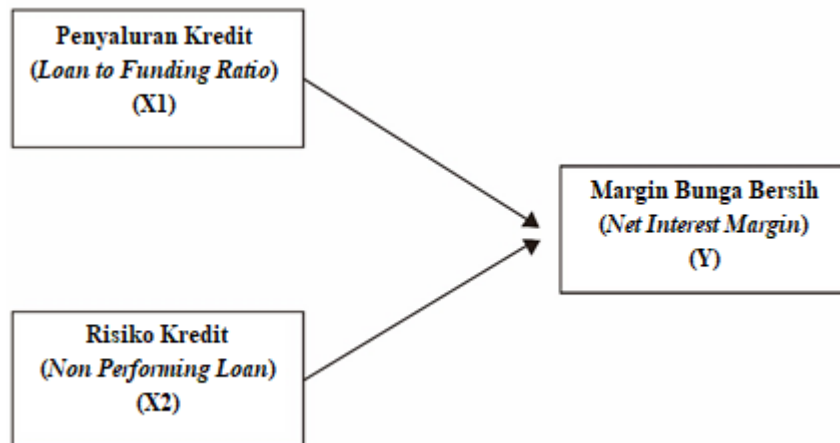 Penyaluran Kredit
(Loan to Funding Ratio)
(X1)
Margin Bunga Bersih
(Net Interest Margin)
(Y)
Risiko Kredit
(Non Performing Loan)
(X2)